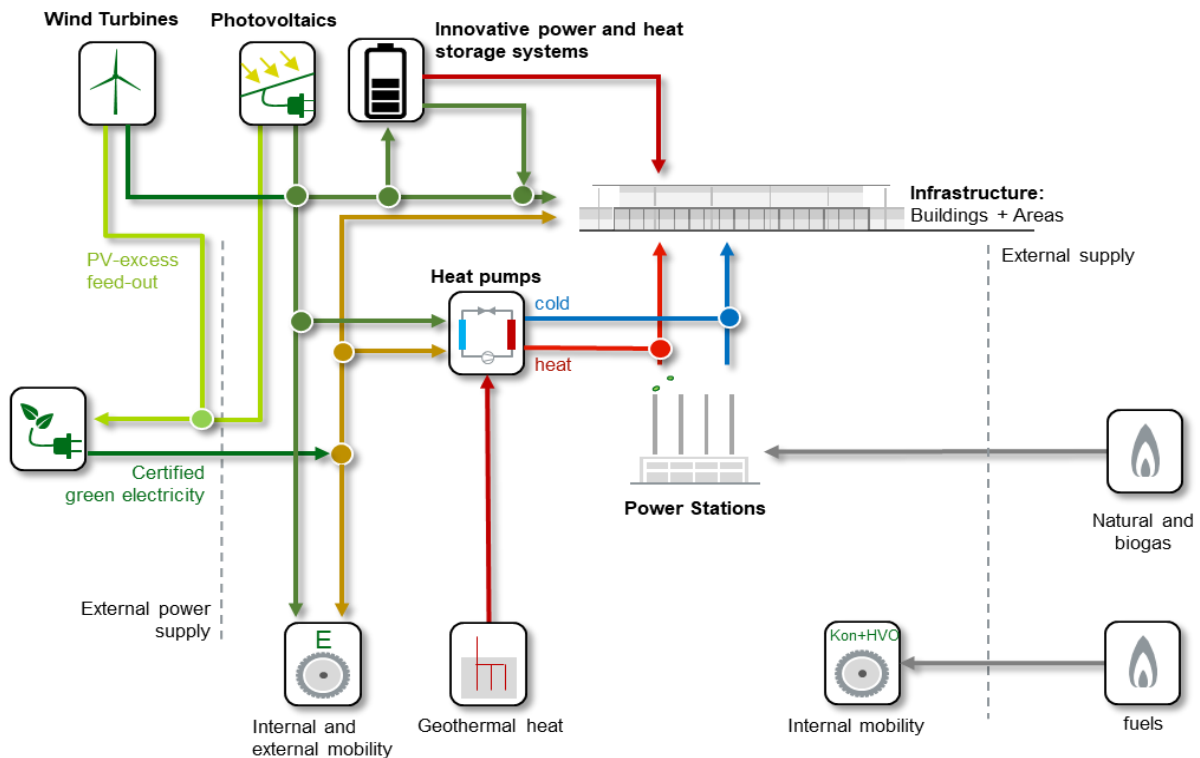 Wind Turbines
Photovoltaics
Innovative power and heat
storage systems
Infrastructure:
Buildings + Areas
PV-excess
feed-out
External supply
Heat pumps
cold
heat
Certified
green electricity
Power Stations
Natural and
biogas
External power
supply
E
Kon+HVO
Internal and
external mobility
Geothermal heat
Internal mobility
fuels